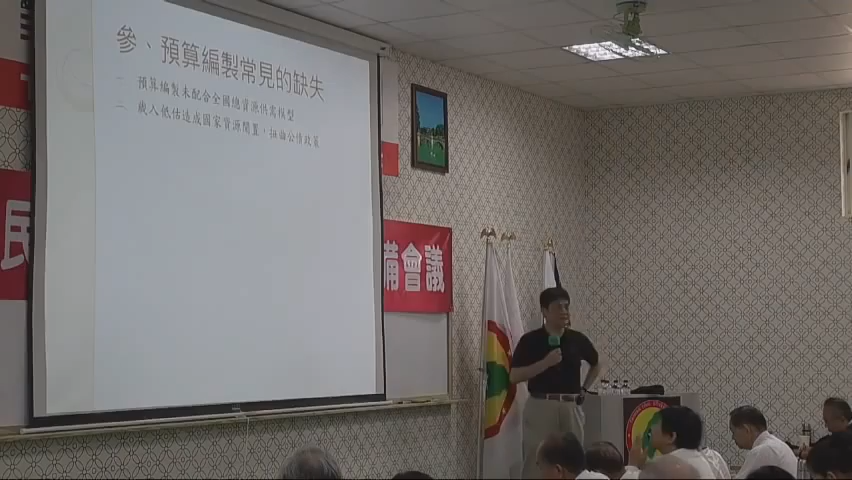 參、預算編製常見的缺失
一 預算編製未配合全國總資源供需模型
二 歲入低估造成國家資源閒置，扭曲公債政策
民
備會議